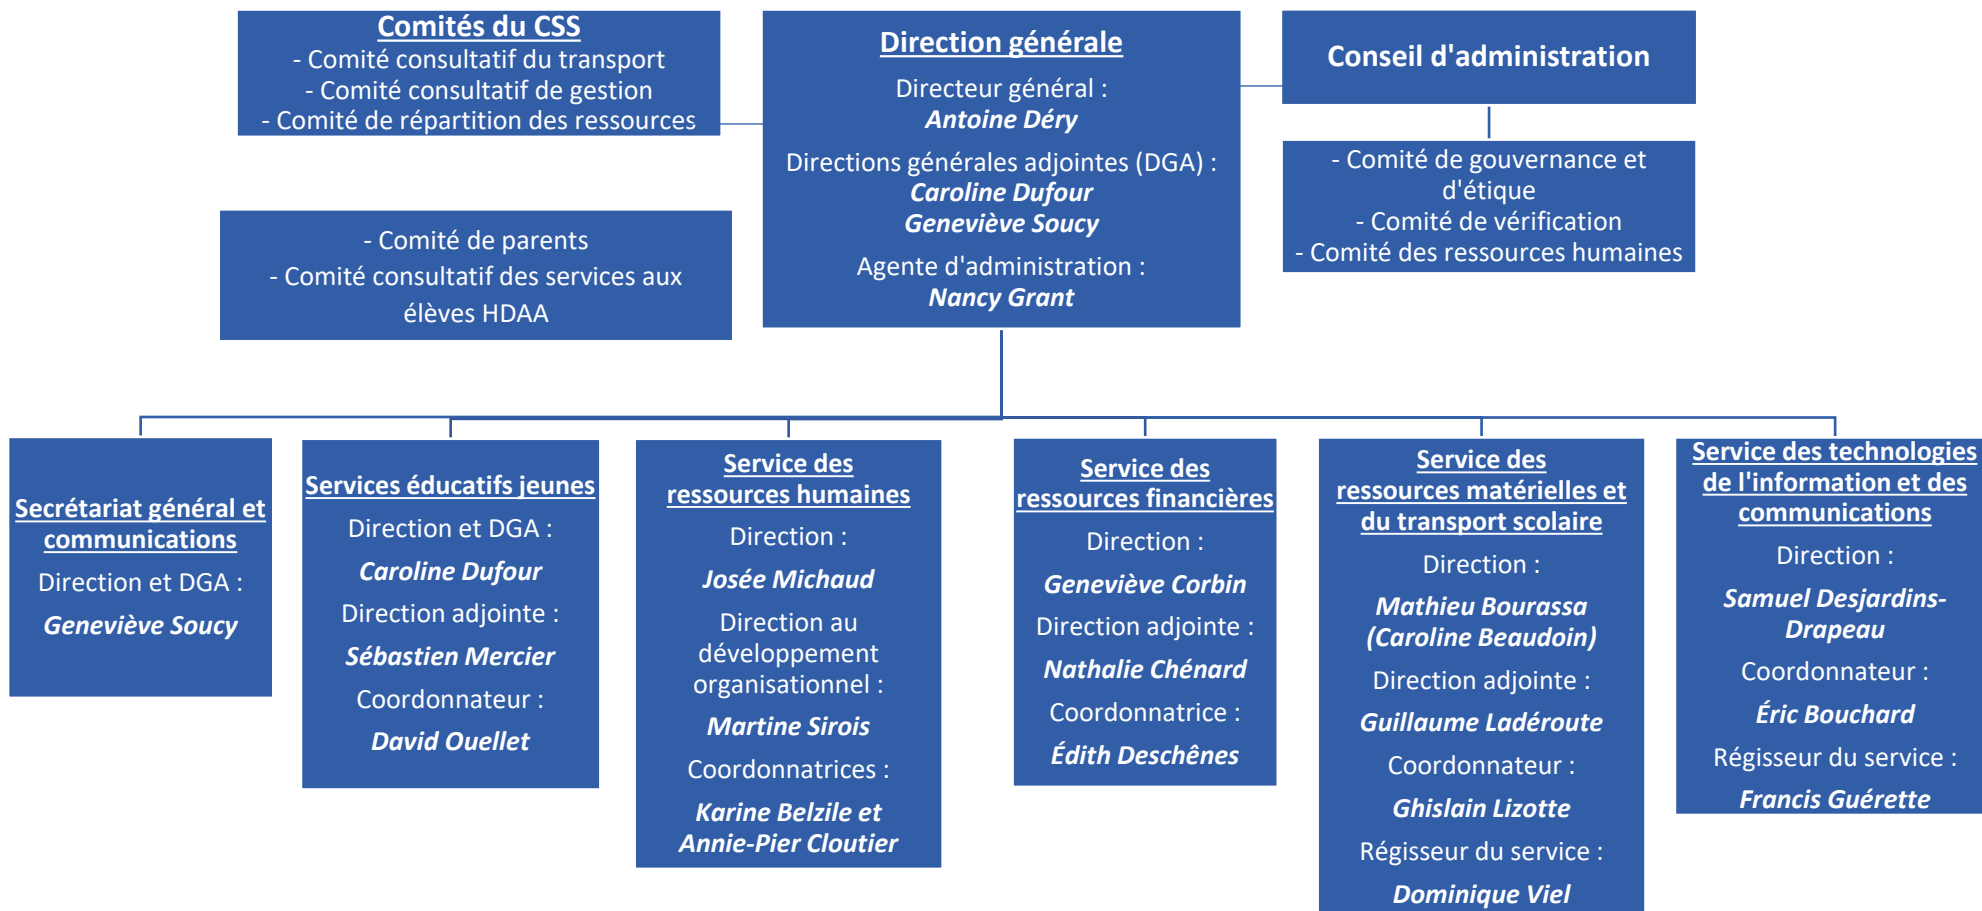 Comités du CSS
- Comité consultatif du transport
- Comité consultatif de gestion
- Comité de répartition des ressources
Direction générale
Directeur général :
Antoine Déry
Directions générales adjointes (DGA) :
Caroline Dufour
Geneviève Soucy
Agente d'administration :
Nancy Grant
Conseil d'administration
- Comité de gouvernance et
d'étique
- Comité de vérification
- Comité des ressources humaines
- Comité de parents
- Comité consultatif des services aux
élèves HDAA
Secrétariat général et
communications
Direction et DGA :
Geneviève Soucy
Services éducatifs jeunes
Direction et DGA :
Caroline Dufour
Direction adjointe :
Sébastien Mercier
Coordonnateur :
David Ouellet
Service des
ressources humaines
Direction :
Josée Michaud
Direction au
développement
organisationnel :
Martine Sirois
Coordonnatrices :
Karine Belzile et
Annie-Pier Cloutier
Service des
ressources financières
Direction :
Geneviève Corbin
Direction adjointe :
Nathalie Chénard
Coordonnatrice :
Édith Deschênes
Service des
ressources matérielles et
du transport scolaire
Direction :
Mathieu Bourassa
(Caroline Beaudoin)
Direction adjointe :
Guillaume Ladéroute
Coordonnateur :
Ghislain Lizotte
Régisseur du service :
Dominique Viel
Service des technologies
de l'information et des
communications
Direction :
Samuel Desjardins-
Drapeau
Coordonnateur :
Éric Bouchard
Régisseur du service :
Francis Guérette